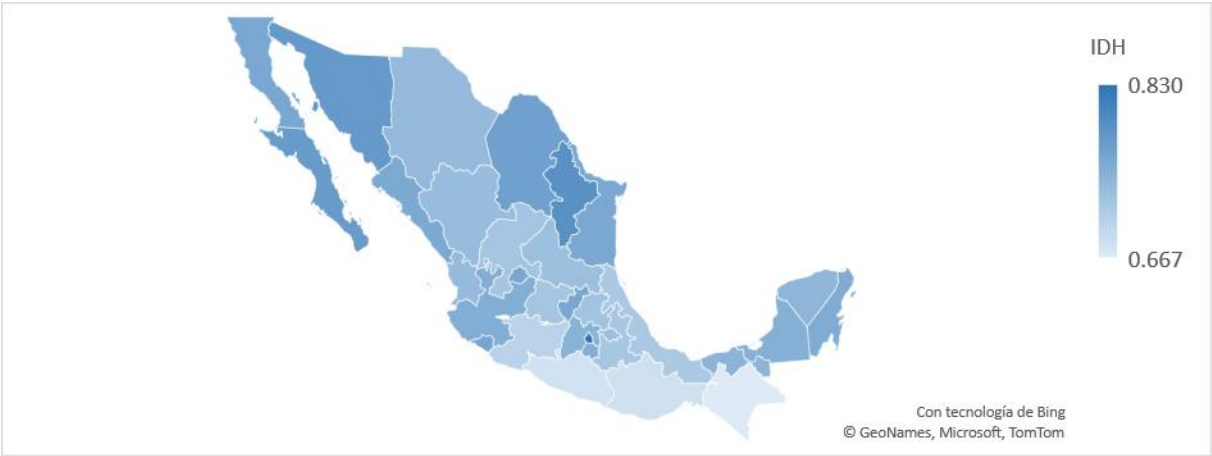 IDH
0.830
0.667
Con tecnología de Bing
© GeoNames, Microsoft, TomTom